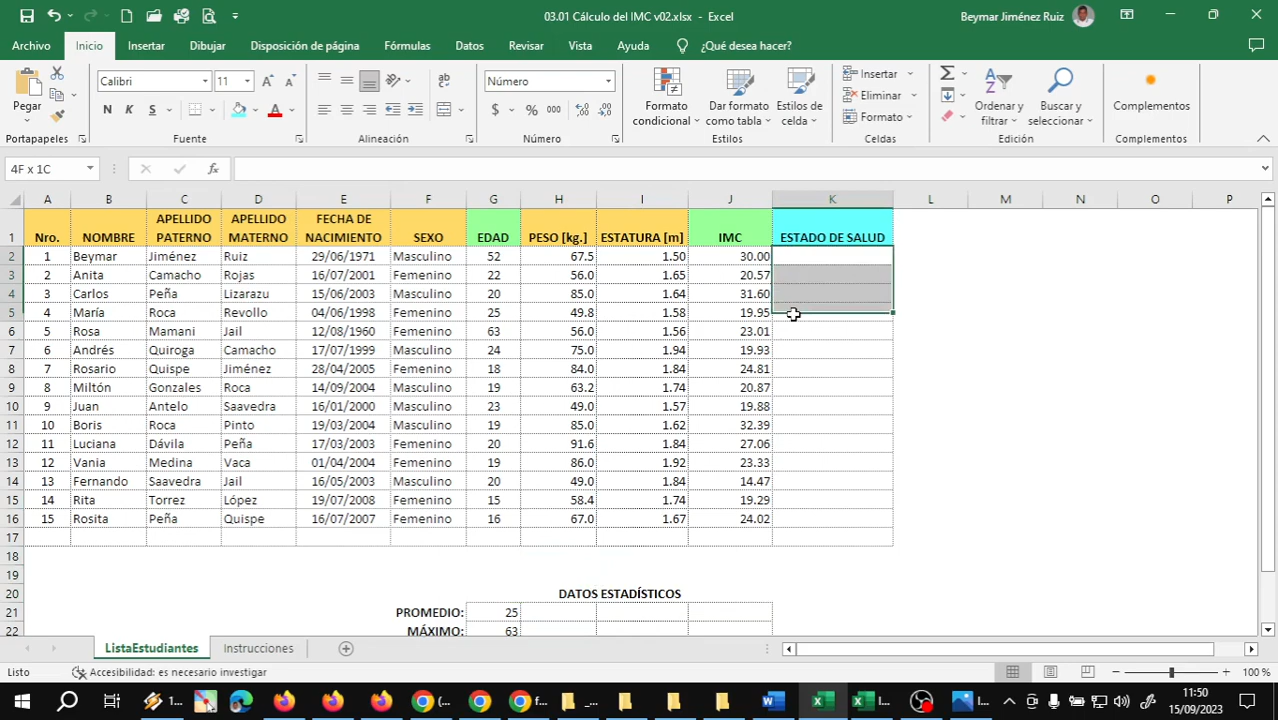 03.01 Cálculo del IMC v02.xlsx - Excel
Beymar Jiménez Ruiz
Archivo Inicio Insertar Dibujar Disposición de página Fórmulas Datos Revisar Vista Ayuda ¿Qué desea hacer?
Pegar
Calibri 11
N K S
ab
Número
$ % 000
Formato condicional
Dar formato como tabla
Estilos de celda
Insertar
Eliminar
Formato
Ordenar y filtrar
Buscar y seleccionar
Complementos
Portapapeles Fuente Alineación Número Estilos Celdas Edición Complementos
4F x 1C fx
A B C D E F G H I J K L M N O P
1 Nro. NOMBRE APELLIDO PATERNO APELLIDO MATERNO FECHA DE NACIMIENTO SEXO EDAD PESO [kg.] ESTATURA [m] IMC ESTADO DE SALUD
2 1 Beymar Jiménez Ruiz 29/06/1971 Masculino 52 67.5 1.50 30.00
3 2 Anita Camacho Rojas 16/07/2001 Femenino 22 56.0 1.65 20.57
4 3 Carlos Peña Lizarazu 15/06/2003 Masculino 20 85.0 1.64 31.60
5 4 María Roca Revollo 04/06/1998 Femenino 25 49.8 1.58 19.95
6 5 Rosa Mamani Jail 12/08/1960 Femenino 63 56.0 1.56 23.01
7 6 Andrés Quiroga Camacho 17/07/1999 Masculino 24 75.0 1.94 19.93
8 7 Rosario Quispe Jiménez 28/04/2005 Femenino 18 84.0 1.84 24.81
9 8 Miltón Gonzales Roca 14/09/2004 Masculino 19 63.2 1.74 20.87
10 9 Juan Antelo Saavedra 16/01/2000 Masculino 23 49.0 1.57 19.88
11 10 Boris Roca Pinto 19/03/2004 Masculino 19 85.0 1.62 32.39
12 11 Luciana Dávila Peña 17/03/2003 Femenino 20 91.6 1.84 27.06
13 12 Vania Medina Vaca 01/04/2004 Femenino 19 86.0 1.92 23.33
14 13 Fernando Saavedra Jail 16/05/2003 Masculino 20 49.0 1.84 14.47
15 14 Rita Torrez López 19/07/2008 Femenino 15 58.4 1.74 19.29
16 15 Rosita Peña Quispe 16/07/2007 Femenino 16 67.0 1.67 24.02
17
18
19
20 DATOS ESTADÍSTICOS
21 PROMEDIO: 25
22 MÁXIMO: 63
ListaEstudiantes Instrucciones
Listo Accesibilidad: es necesario investigar 100 %
11:50
15/09/2023